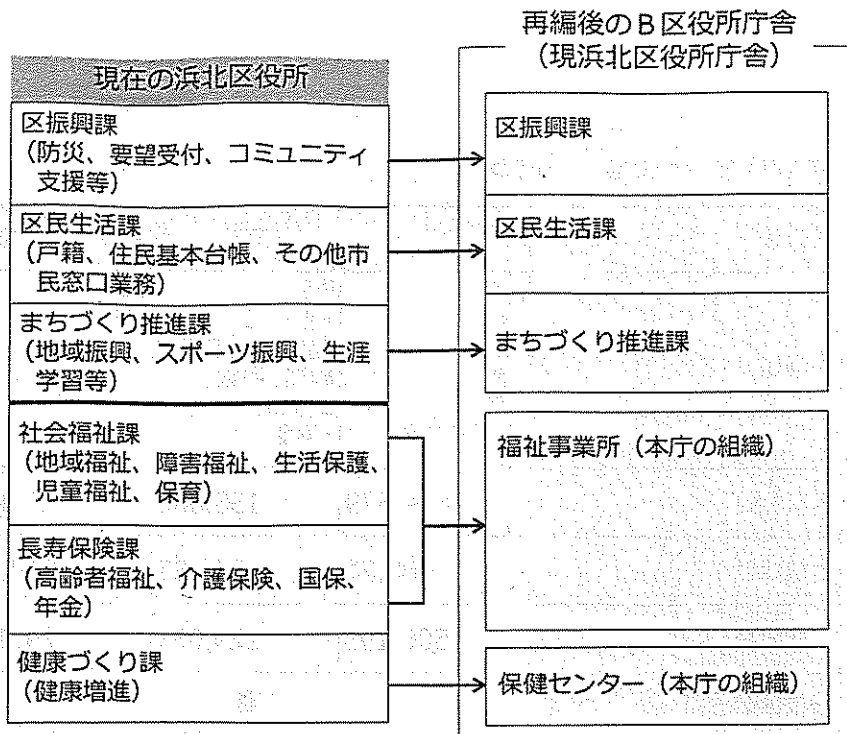 現在の浜北区役所
区振興課
(防災、要望受付、コミュニティ
支援等)
区民生活課
(戸籍、住民基本台帳、その他市
民窓口業務)
まちづくり推進課
(地域振興、スポーツ振興、生涯
学習等)
社会福祉課
(地域福祉、障害福祉、生活保護、
児童福祉、保育)
長寿保険課
(高齢者福祉、介護保険、国保、
年金)
健康づくり課
(健康増進)
再編後のB区役所庁舎
(現浜北区役所庁舎)
区振興課
区民生活課
まちづくり推進課
福祉事業所(本庁の組織)
保健センター(本庁の組織)